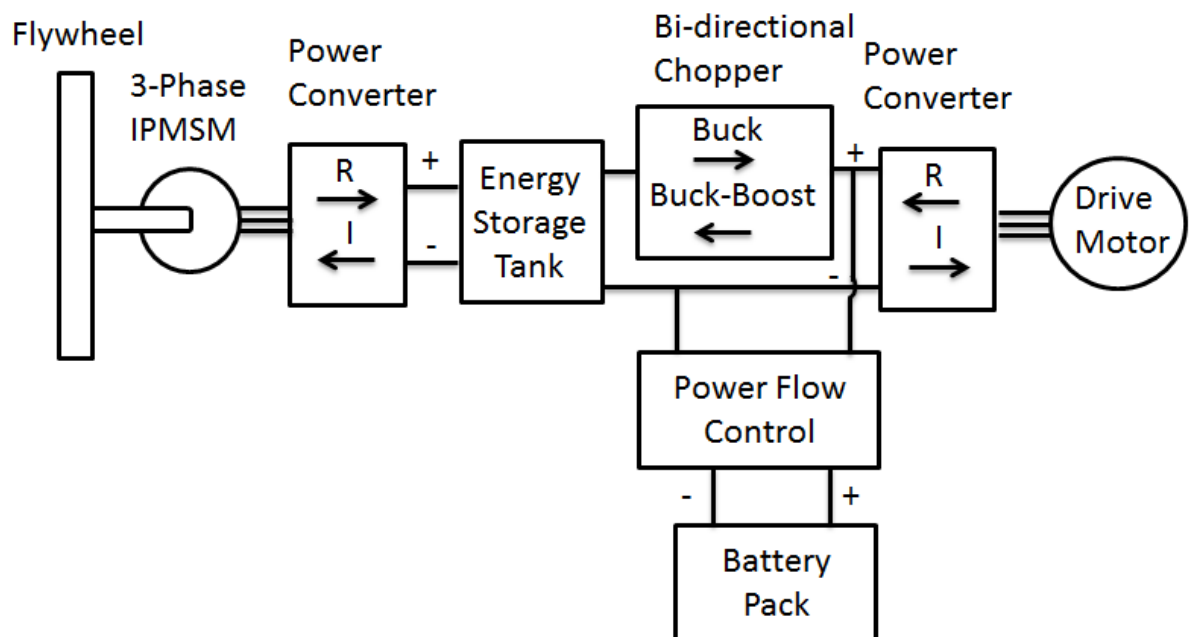 Flywheel
3-Phase
IPMSM
Power
Converter
R
I
+
-
Energy
Storage
Tank
Bi-directional
Chopper
Buck
Buck-Boost
+
-
Power
Converter
R
I
Drive
Motor
Power Flow
Control
-
+
Battery
Pack